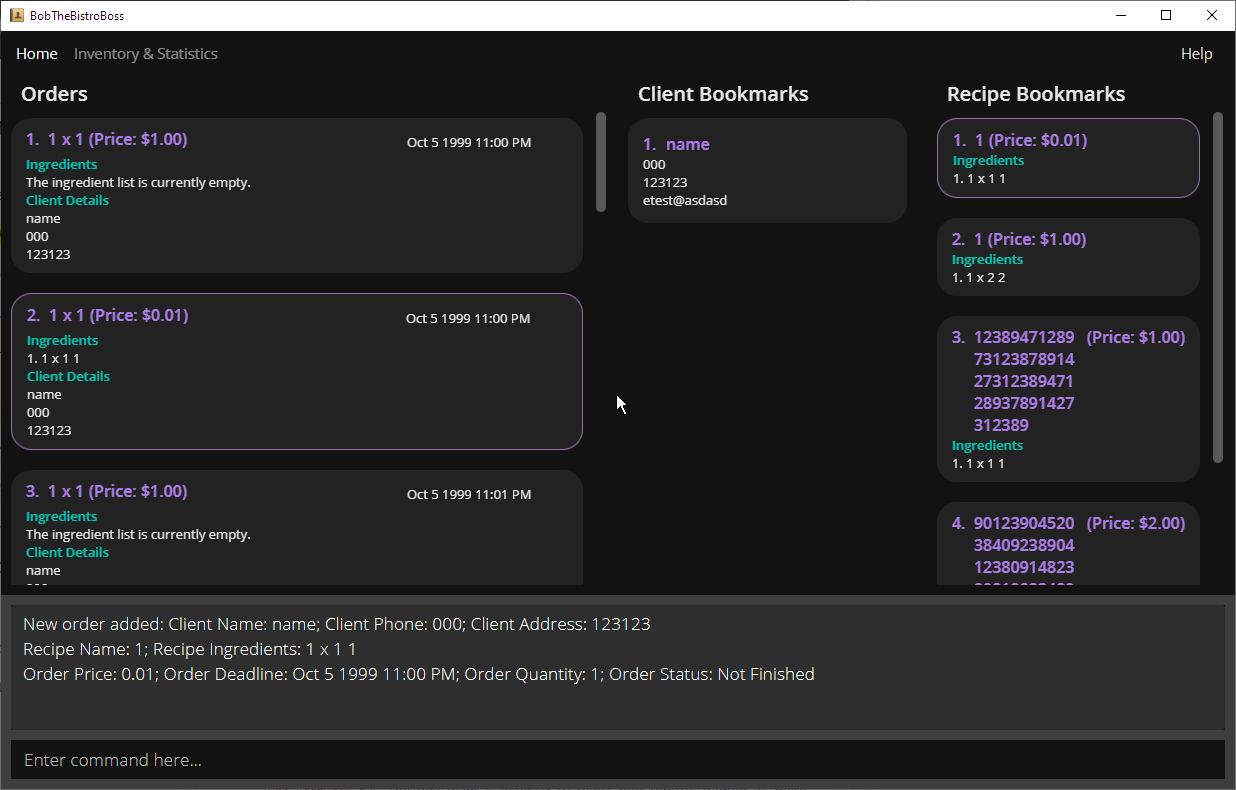 BobTheBistroBoss
Home Inventory & Statistics Help
Orders
1. 1 x 1 (Price: $1.00) Oct 5 1999 11:00 PM
Ingredients
The ingredient list is currently empty.
Client Details
name
000
123123
2. 1 x 1 (Price: $0.01) Oct 5 1999 11:00 PM
Ingredients
1. 1 x 1 1
Client Details
name
000
123123
3. 1 x 1 (Price: $1.00) Oct 5 1999 11:01 PM
Ingredients
The ingredient list is currently empty.
Client Details
name
Client Bookmarks
1. name
000
123123
etest@asdasd
Recipe Bookmarks
1. 1 (Price: $0.01)
Ingredients
1. 1 x 1 1
2. 1 (Price: $1.00)
Ingredients
1. 1 x 2 2
3. 12389471289 (Price: $1.00)
73123878914
27312389471
28937891427
312389
Ingredients
1. 1 x 1 1
4. 90123904520 (Price: $2.00)
38409238904
12380914823
New order added: Client Name: name; Client Phone: 000; Client Address: 123123
Recipe Name: 1; Recipe Ingredients: 1 x 1 1
Order Price: 0.01; Order Deadline: Oct 5 1999 11:00 PM; Order Quantity: 1; Order Status: Not Finished
Enter command here...